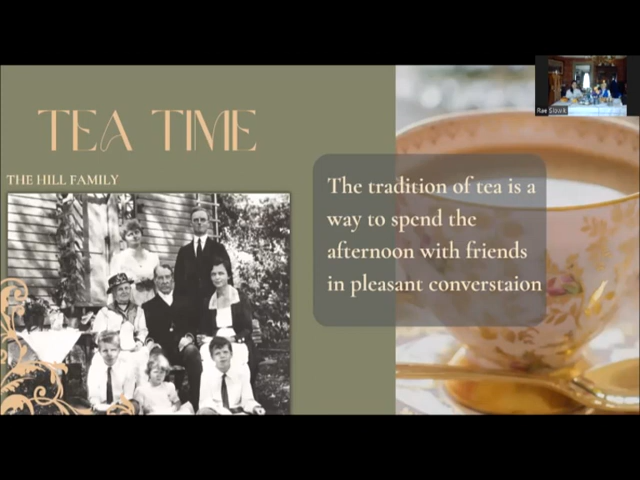 TEA TIME
THE HILL FAMILY
The tradition of tea is a
way to spend the
afternoon with friends
in pleasant converstaion
Rae Slowik